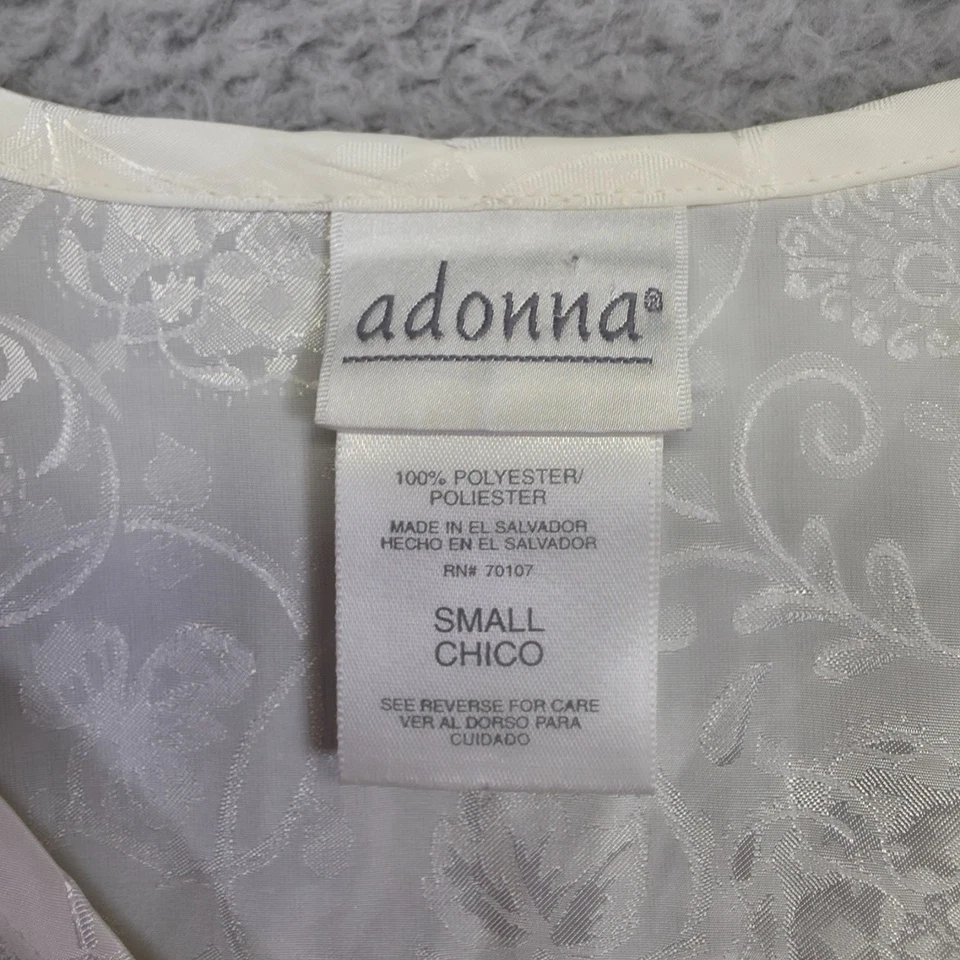 adonna®
100% POLYESTER/
POLIESTER
MADE IN EL SALVADOR
HECHO EN EL SALVADOR
RN# 70107
SMALL
CHICO
SEE REVERSE FOR CARE
VER AL DORSO PARA
CUIDADO